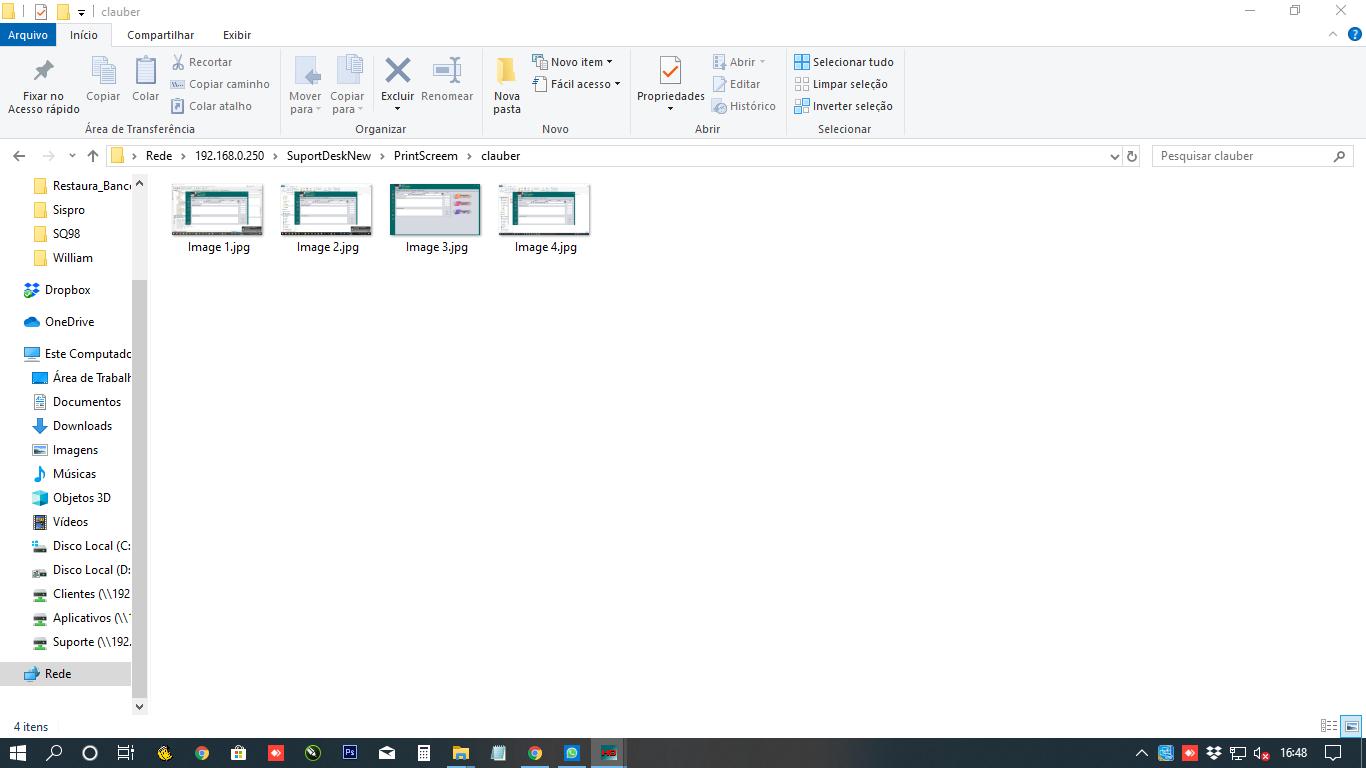 clauber
Arquivo Início Compartilhar Exibir
Fixar no Acesso rápido
Copiar
Colar
Recortar
Copiar caminho
Colar atalho
Área de Transferência
Mover para
Copiar para
Excluir
Renomear
Organizar
Nova pasta
Novo item
Fácil acesso
Novo
Propriedades
Abrir
Editar
Histórico
Abrir
Selecionar tudo
Limpar seleção
Inverter seleção
Selecionar
Rede > 192.168.0.250 > SuportDeskNew > PrintScreem > clauber
Pesquisar clauber
Restaura_Banc
Sispro
SQ98
William
Dropbox
OneDrive
Este Computado
Área de Trabalh
Documentos
Downloads
Imagens
Músicas
Objetos 3D
Vídeos
Disco Local (C:
Disco Local (D:
Clientes (\\192
Aplicativos (\\1
Suporte (\\192.
Rede
Image 1.jpg
Image 2.jpg
Image 3.jpg
Image 4.jpg
4 itens
Ps
16:48